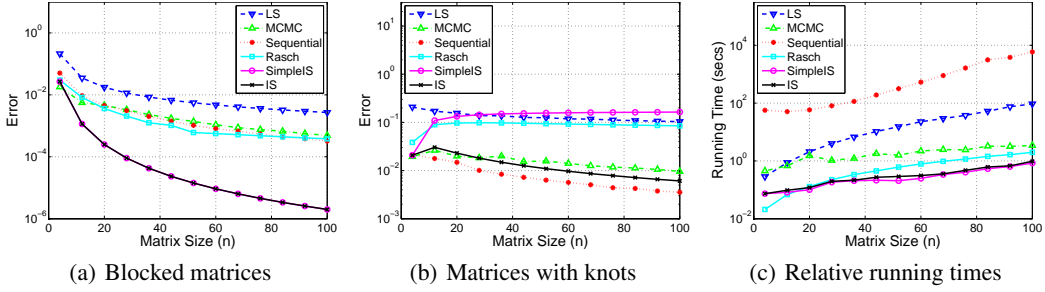 10^0
10^-2
10^-4
10^-6
Error
0 20 40 60 80 100
Matrix Size (n)
LS
MCMC
Sequential
Rasch
SimpleIS
IS
(a) Blocked matrices
10^0
10^-1
10^-2
10^-3
Error
0 20 40 60 80 100
Matrix Size (n)
LS
MCMC
Sequential
Rasch
SimpleIS
IS
(b) Matrices with knots
10^4
10^2
10^0
10^-2
Running Time (secs)
0 20 40 60 80 100
Matrix Size (n)
LS
MCMC
Sequential
Rasch
SimpleIS
IS
(c) Relative running times